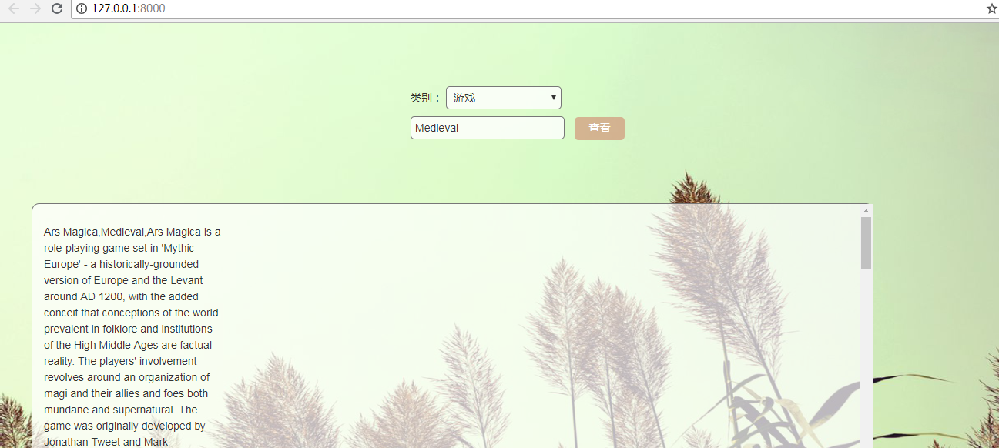 127.0.0.1:8000
类别： 游戏
Medieval 查看
Ars Magica,Medieval,Ars Magica is a
role-playing game set in 'Mythic
Europe' - a historically-grounded
version of Europe and the Levant
around AD 1200, with the added
conceit that conceptions of the world
prevalent in folklore and institutions
of the High Middle Ages are factual
reality. The players' involvement
revolves around an organization of
magi and their allies and foes both
mundane and supernatural. The
game was originally developed by
Jonathan Tweet and Mark